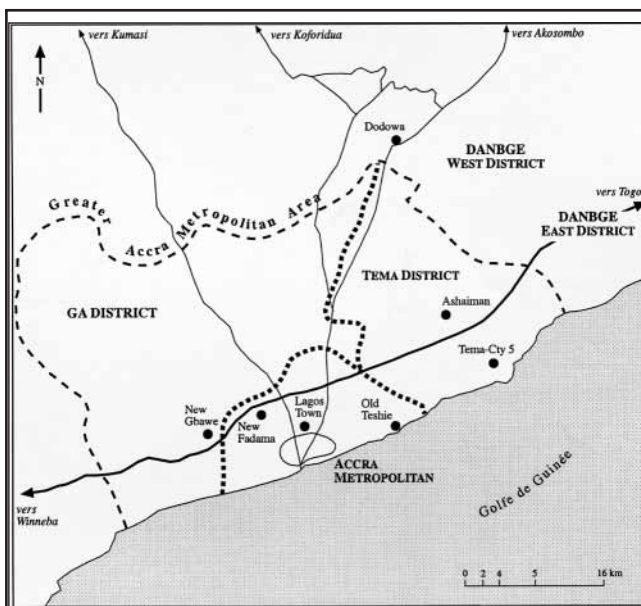 vers Kumasi
vers Koforidua
vers Akosombo
N
Dodowa
DANBGE
WEST DISTRICT
vers Togo
Greater
Accra Metropolitan Area
DANBGE
EAST DISTRICT
TEMA DISTRICT
GA DISTRICT
Ashaiman
Tema-Cty 5
New
Gbawe
New
Fadama
Lagos
Town
Old
Teshie
ACCRA
METROPOLITAN
vers
Winneba
Golfe de Guinée
0 2 4 5 16 km